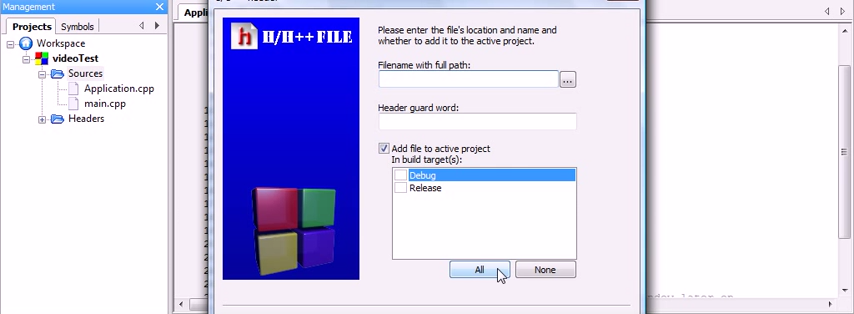 Management
Projects
Symbols
Workspace
videoTest
Sources
Application.cpp
main.cpp
Headers
H/H++ FILE
Please enter the file's location and name and
whether to add it to the active project.
Filename with full path:
...
Header guard word:
Add file to active project
In build target(s):
Debug
Release
All
None